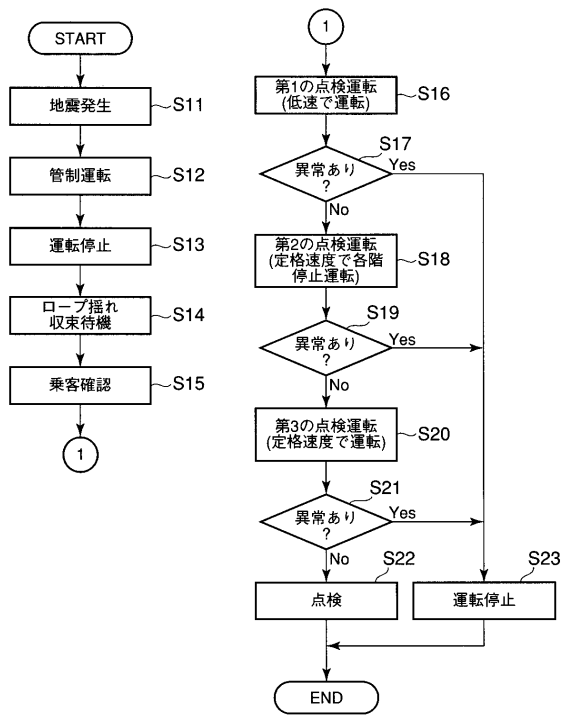 START
地震発生
S11
管制運転
S12
運転停止
S13
ロープ揺れ
収束待機
S14
乗客確認
S15
1
1
第1の点検運転
(低速で運転)
S16
S17
異常あり
?
Yes
No
第2の点検運転
(定格速度で各階
停止運転)
S18
S19
異常あり
?
Yes
No
第3の点検運転
(定格速度で運転)
S20
S21
異常あり
?
Yes
No
S22
点検
S23
運転停止
END